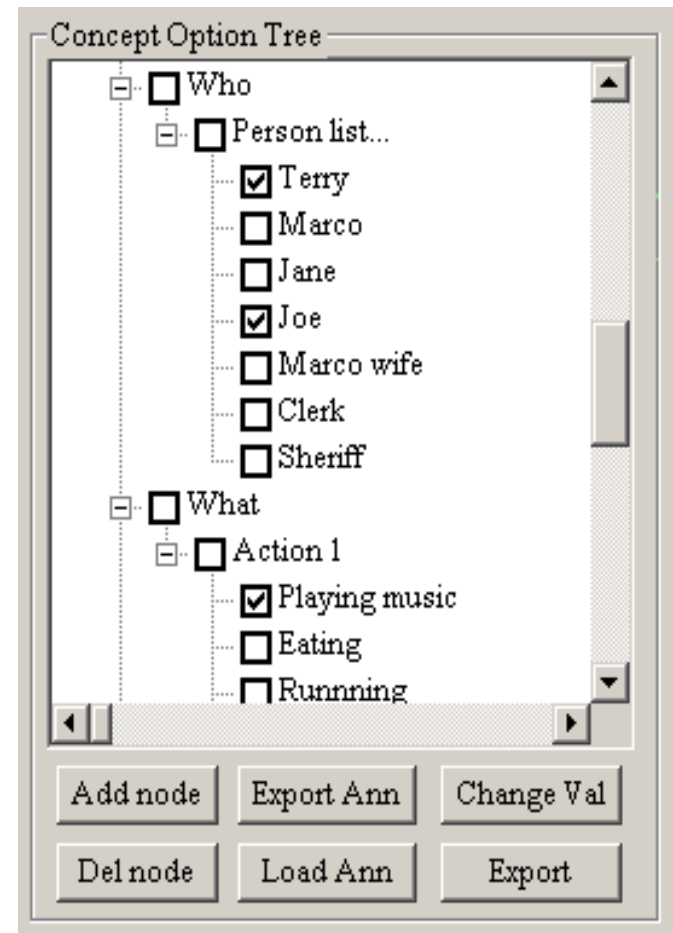 Concept Option Tree
Who
Person list...
Terry
Marco
Jane
Joe
Marco wife
Clerk
Sheriff
What
Action 1
Playing music
Eating
Runnning
Add node Export Ann Change Val
Del node Load Ann Export